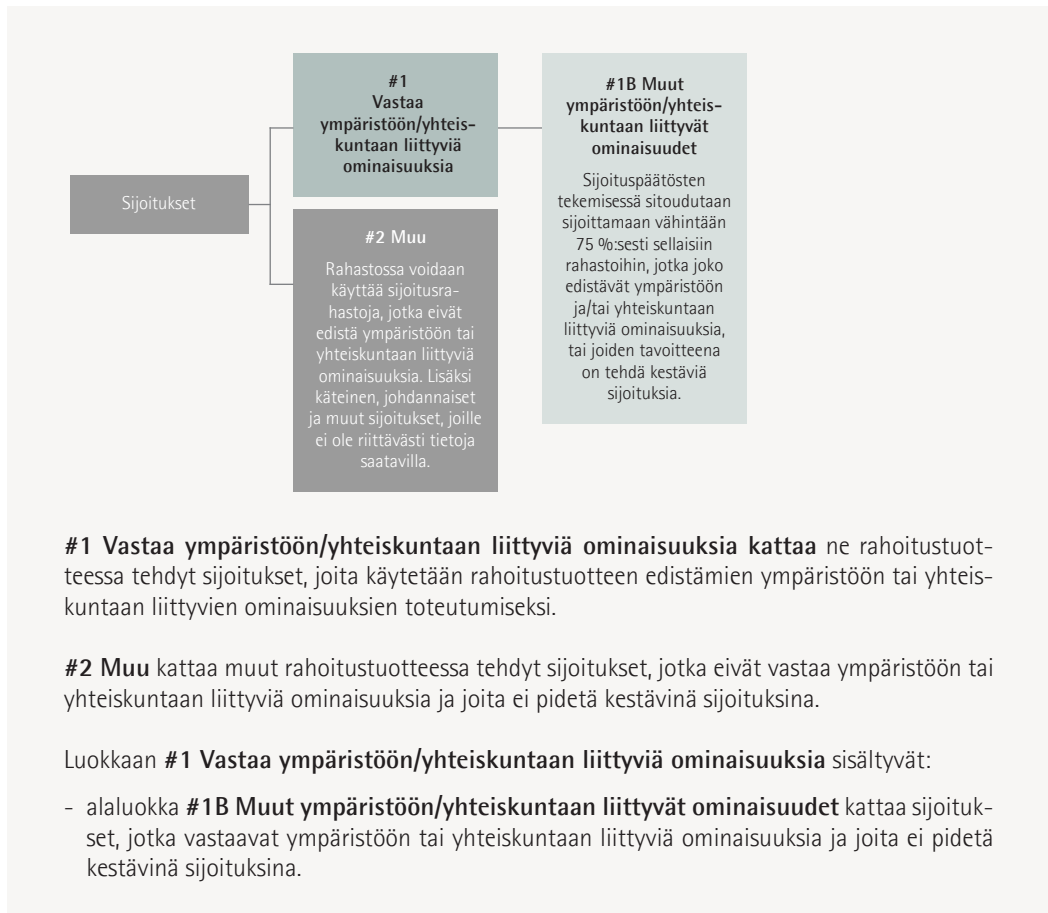 Sijoitukset
#1
Vastaa
ympäristöön/yhteis-
kuntaan liittyviä
ominaisuuksia
#2 Muu
Rahastossa voidaan
käyttää sijoitusra-
hastoja, jotka eivät
edistä ympäristön tai
yhteiskuntaan liittyviä
ominaisuuksia. Lisäksi
käteinen, johdannaiset
ja muut sijoitukset, joille
ei ole riittävästi tietoja
saatavilla.
#1B Muut
ympäristöön/yhteis-
kuntaan liittyvät
ominaisuudet
Sijoituspäätösten
tekemisessä sitoudutaan
sijoittamaan vähintään
75 %:sesti sellaisiin
rahastoihin, jotka joko
edistävät ympäristöön
ja/tai yhteiskuntaan
liittyviä ominaisuuksia,
tai joiden tavoitteena
on tehdä kestäviä
sijoituksia.
#1 Vastaa ympäristöön/yhteiskuntaan liittyviä ominaisuuksia kattaa ne rahoitustuot-
teessa tehdyt sijoitukset, joita käytetään rahoitustuotteen edistämien ympäristöön tai yhteis-
kuntaan liittyvien ominaisuuksien toteutumiseksi.
#2 Muu kattaa muut rahoitustuotteessa tehdyt sijoitukset, jotka eivät vastaa ympäristöön tai
yhteiskuntaan liittyviä ominaisuuksia ja joita ei pidetä kestävinä sijoituksina.
Luokkaan #1 Vastaa ympäristöön/yhteiskuntaan liittyviä ominaisuuksia sisältyvät:
- alaluokka #1B Muut ympäristöön/yhteiskuntaan liittyvät ominaisuudet kattaa sijoituk-
set, jotka vastaavat ympäristöön tai yhteiskuntaan liittyviä ominaisuuksia ja joita ei pidetä
kestävinä sijoituksina.